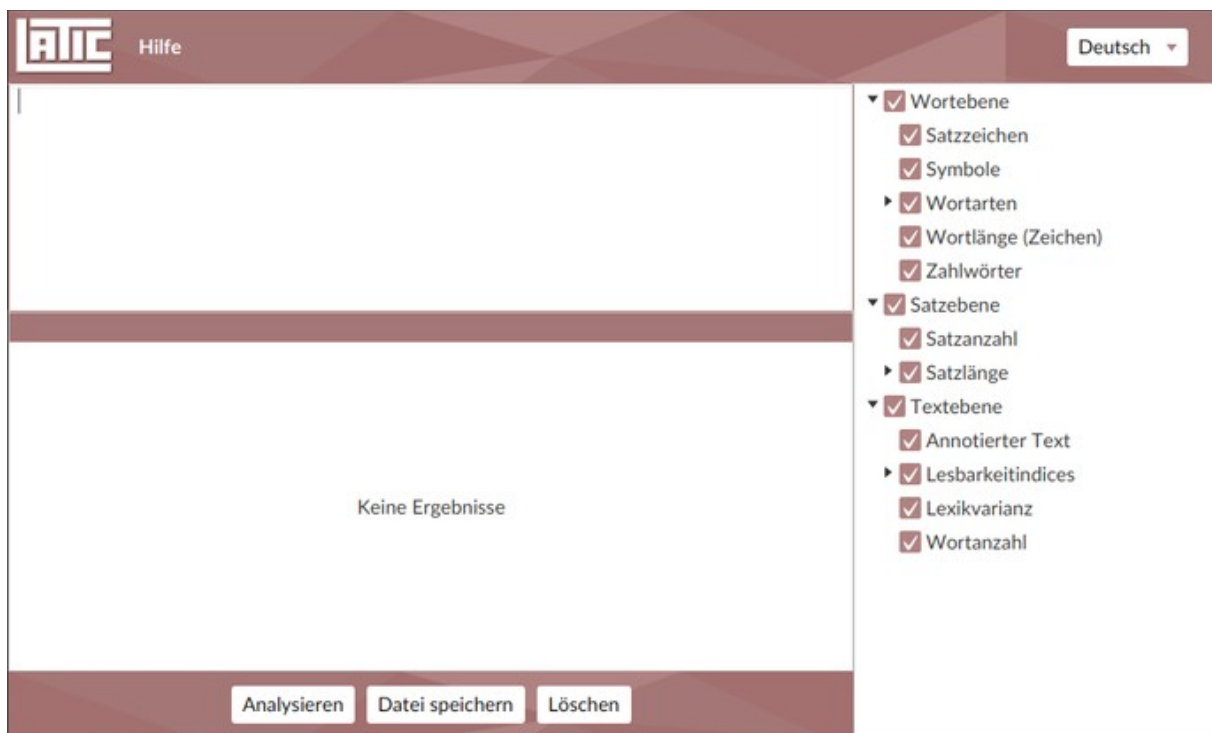 LATIC
Hilfe
Deutsch
Wortebene
Satzzeichen
Symbole
Wortarten
Wortlänge (Zeichen)
Zahlwörter
Satzebene
Satzanzahl
Satzlänge
Textebene
Annotierter Text
Lesbarkeitindices
Lexikvarianz
Wortanzahl
Keine Ergebnisse
Analysieren
Datei speichern
Löschen